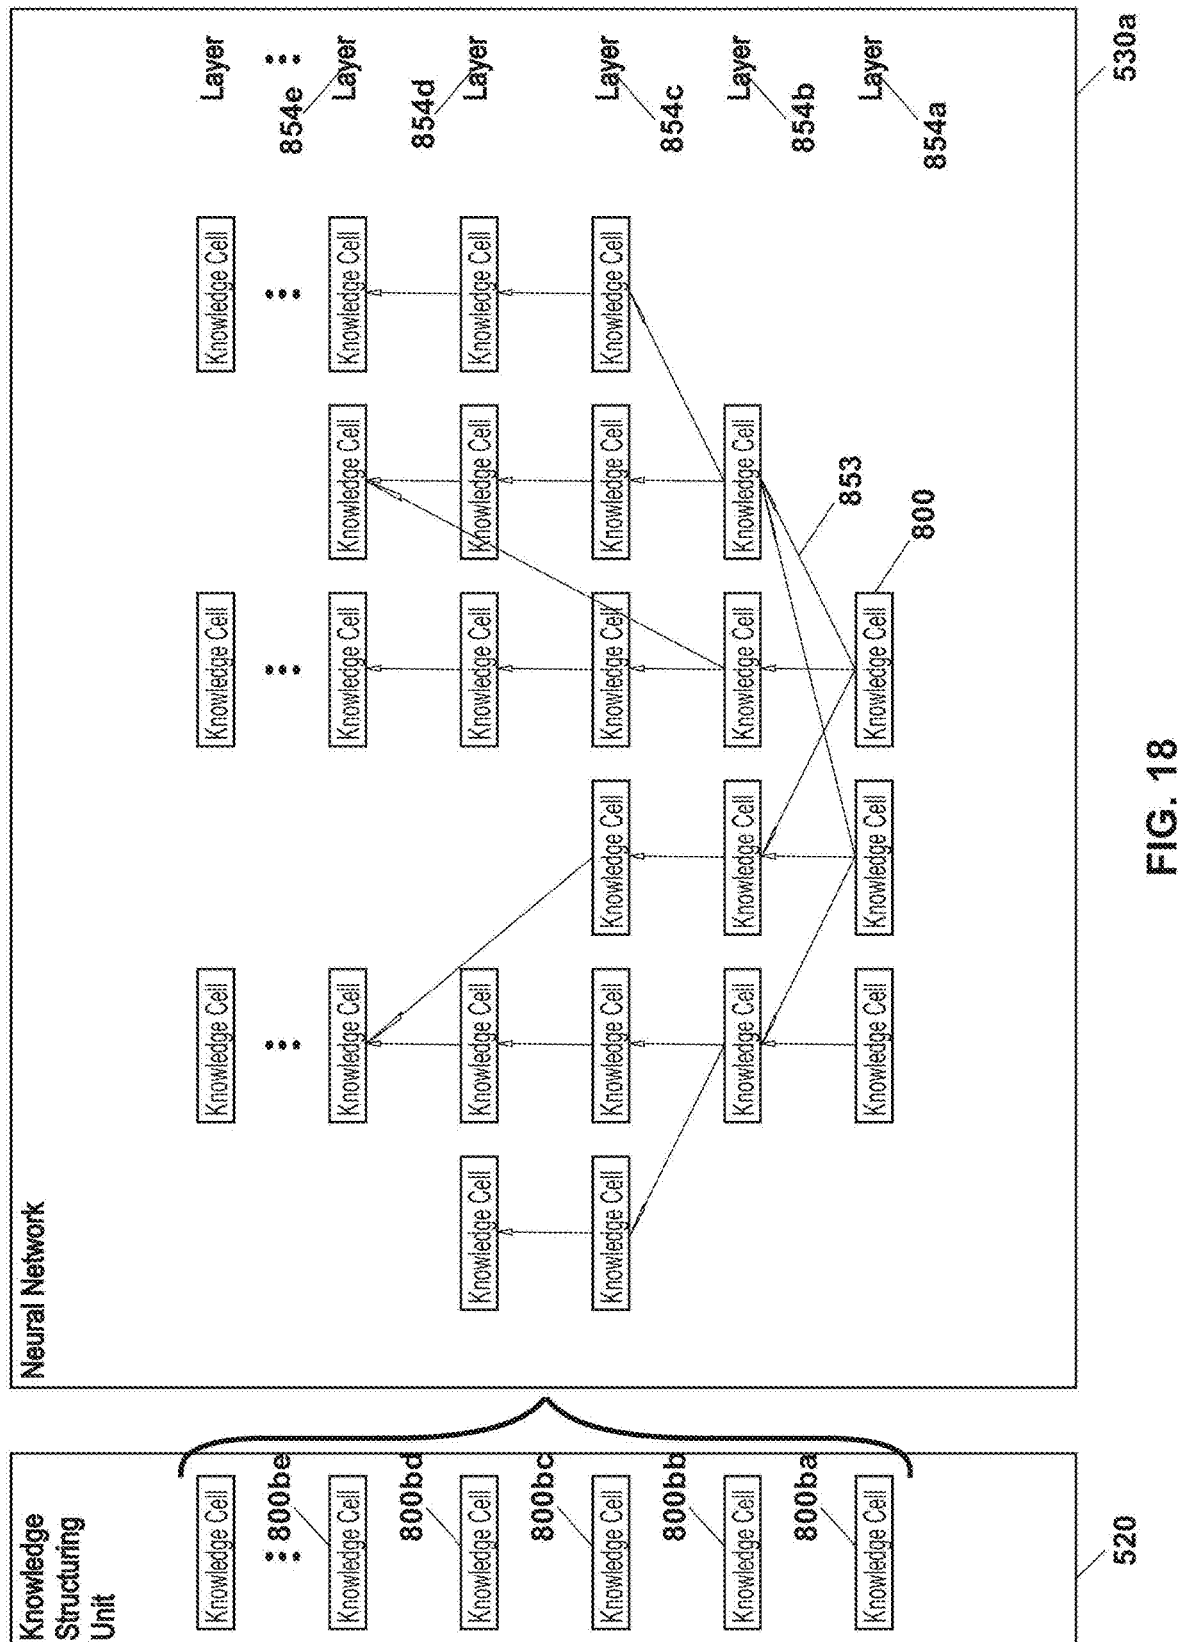 Knowledge
Structuring
Unit
Neural Network
Knowledge Cell
Knowledge Cell
Knowledge Cell
Knowledge Cell
Layer
...
800be
...
...
...
854e
...
Knowledge Cell
Knowledge Cell
Knowledge Cell
Knowledge Cell
Knowledge Cell
Layer
800bd
854d
Knowledge Cell
Knowledge Cell
Knowledge Cell
Knowledge Cell
Knowledge Cell
Knowledge Cell
Layer
800bc
Knowledge Cell
Knowledge Cell
Knowledge Cell
Knowledge Cell
Knowledge Cell
Knowledge Cell
Knowledge Cell
Layer
800bb
854c
Knowledge Cell
Knowledge Cell
Knowledge Cell
Knowledge Cell
Knowledge Cell
Layer
800ba
854b
853
Knowledge Cell
Knowledge Cell
Knowledge Cell
Knowledge Cell
Layer
800
854a
520
530a
FIG. 18